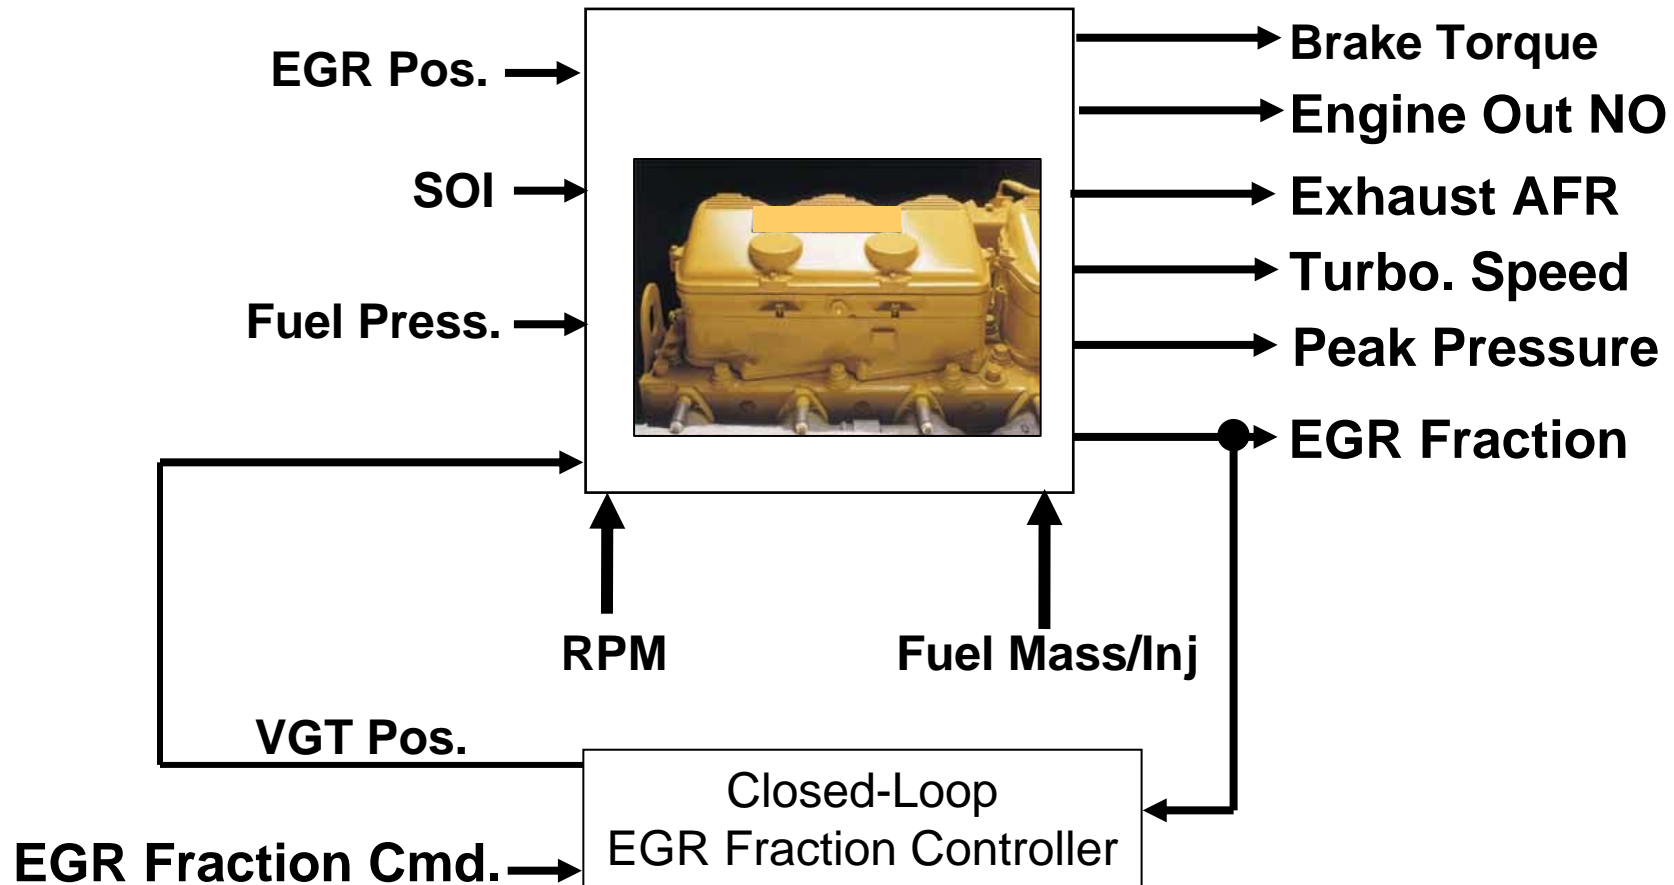 EGR Pos.
SOI
Fuel Press.
Brake Torque
Engine Out NO
Exhaust AFR
Turbo. Speed
Peak Pressure
EGR Fraction
RPM
Fuel Mass/Inj
VGT Pos.
Closed-Loop
EGR Fraction Controller
EGR Fraction Cmd.